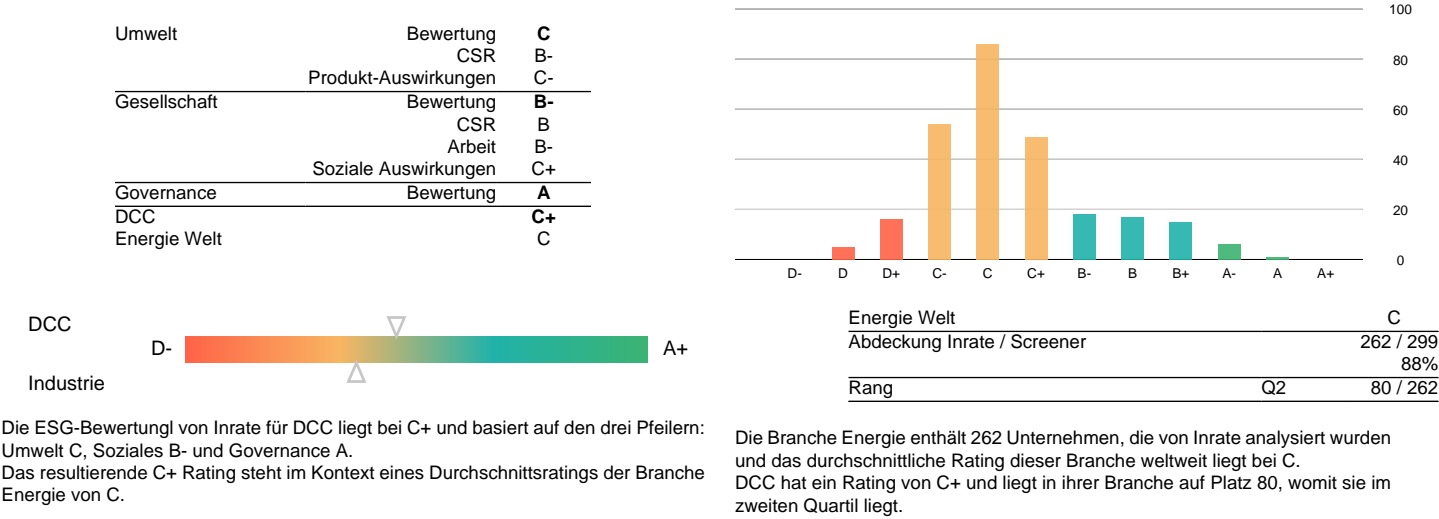 Umwelt Bewertung C
CSR B-
Produkt-Auswirkungen C-
Gesellschaft Bewertung B-
CSR B
Arbeit B-
Soziale Auswirkungen C+
Governance Bewertung A
DCC C+
Energie Welt C
DCC
D- A+
Industrie
Die ESG-Bewertungl von Inrate für DCC liegt bei C+ und basiert auf den drei Pfeilern:
Umwelt C, Soziales B- und Governance A.
Das resultierende C+ Rating steht im Kontext eines Durchschnittsratings der Branche
Energie von C.
100
80
60
40
20
0
D- D D+ C- C C+ B- B B+ A- A A+
Energie Welt C
Abdeckung Inrate / Screener 262 / 299
88%
Rang Q2 80 / 262
Die Branche Energie enthält 262 Unternehmen, die von Inrate analysiert wurden
und das durchschnittliche Rating dieser Branche weltweit liegt bei C.
DCC hat ein Rating von C+ und liegt in ihrer Branche auf Platz 80, womit sie im
zweiten Quartil liegt.